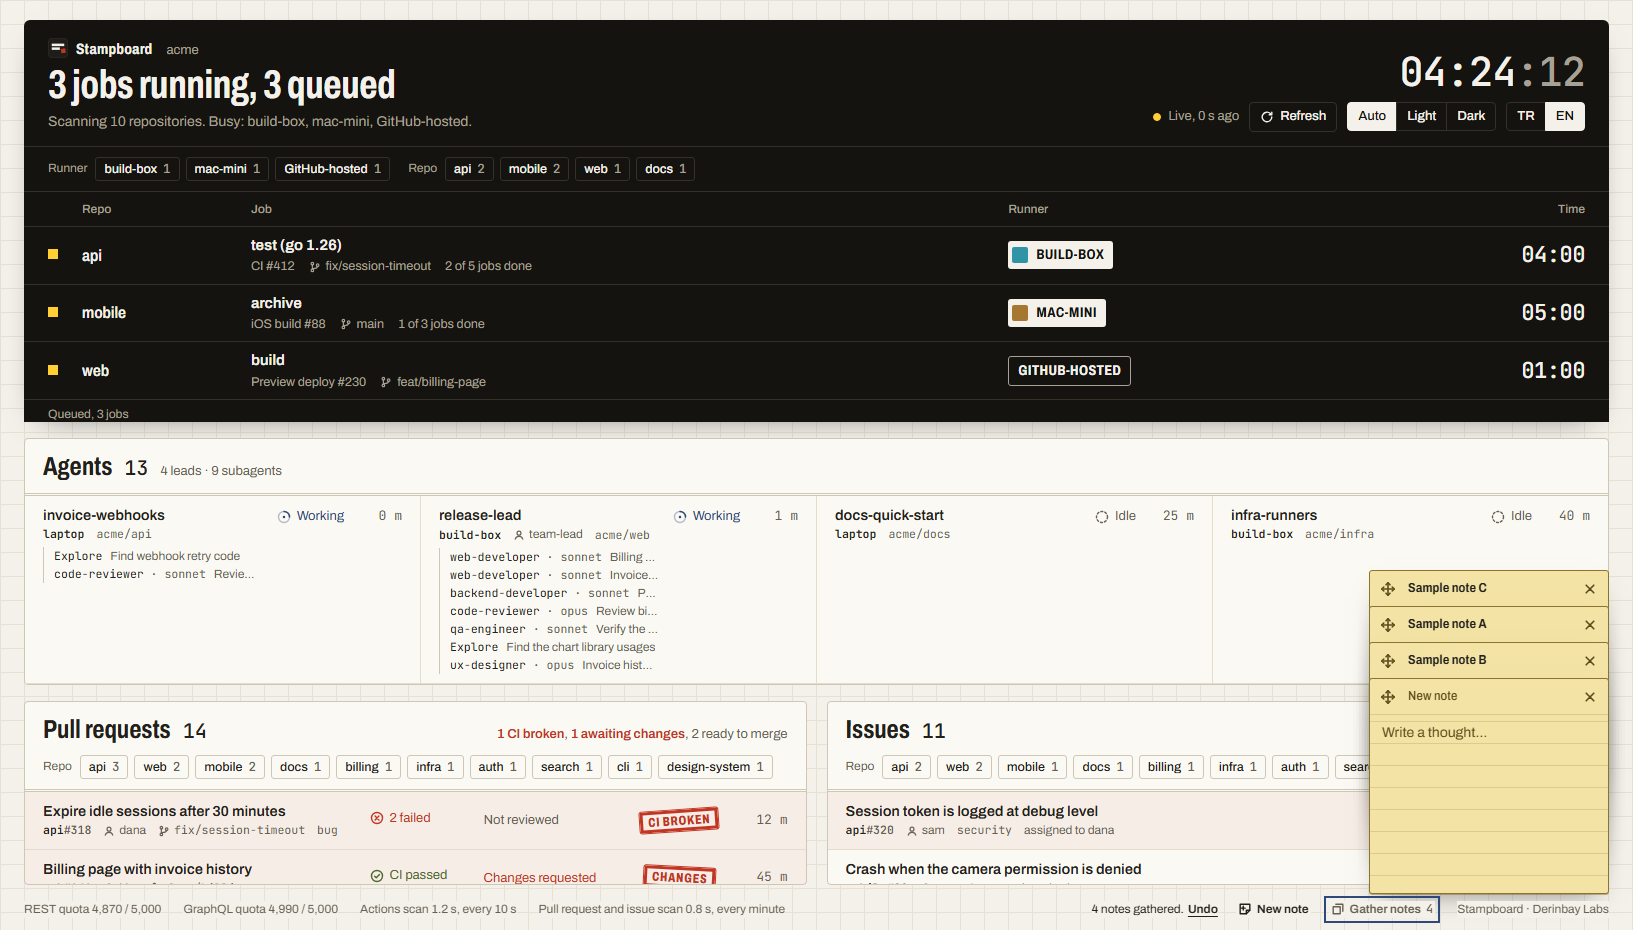 Stampboard acme
3 jobs running, 3 queued
Scanning 10 repositories. Busy: build-box, mac-mini, GitHub-hosted.
04:24:12
Live, 0 s ago Refresh Auto Light Dark TR EN
Runner build-box 1 mac-mini 1 GitHub-hosted 1 Repo api 2 mobile 2 web 1 docs 1
Repo Job Runner Time
api test (go 1.26) BUILD-BOX 04:00
CI #412 fix/session-timeout 2 of 5 jobs done
mobile archive MAC-MINI 05:00
iOS build #88 main 1 of 3 jobs done
web build GITHUB-HOSTED 01:00
Preview deploy #230 feat/billing-page
Queued, 3 jobs
Agents 13 4 leads · 9 subagents
invoice-webhooks Working 0 m
laptop acme/api
Explore Find webhook retry code
code-reviewer · sonnet Revie...
release-lead Working 1 m
build-box team-lead acme/web
web-developer · sonnet Billing ...
web-developer · sonnet Invoice...
backend-developer · sonnet P...
code-reviewer · opus Review bi...
qa-engineer · sonnet Verify the ...
Explore Find the chart library usages
ux-designer · opus Invoice hist...
docs-quick-start Idle 25 m
laptop acme/docs
infra-runners Idle 40 m
build-box acme/infra
Sample note C
Sample note A
Sample note B
New note
Write a thought...
Pull requests 14 1 CI broken, 1 awaiting changes, 2 ready to merge
Repo api 3 web 2 mobile 2 docs 1 billing 1 infra 1 auth 1 search 1 cli 1 design-system 1
Expire idle sessions after 30 minutes 2 failed Not reviewed CI BROKEN 12 m
api#318 dana fix/session-timeout bug
Billing page with invoice history CI passed Changes requested CHANGES 45 m
Issues 11
Repo api 2 web 2 mobile 1 docs 1 billing 1 infra 1 auth 1
Session token is logged at debug level
api#320 sam security assigned to dana
Crash when the camera permission is denied
REST quota 4,870 / 5,000 GraphQL quota 4,990 / 5,000 Actions scan 1.2 s, every 10 s Pull request and issue scan 0.8 s, every minute
4 notes gathered. Undo New note Gather notes 4 Stampboard · Derinbay Labs